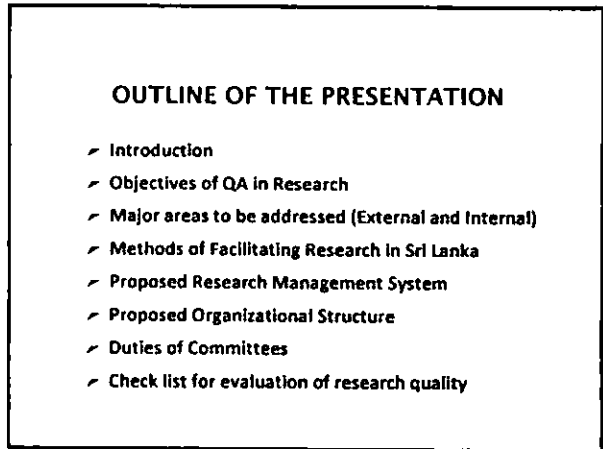 OUTLINE OF THE PRESENTATION
Introduction
Objectives of QA in Research
Major areas to be addressed (External and Internal)
Methods of Facilitating Research in Sri Lanka
Proposed Research Management System
Proposed Organizational Structure
Duties of Committees
Check list for evaluation of research quality